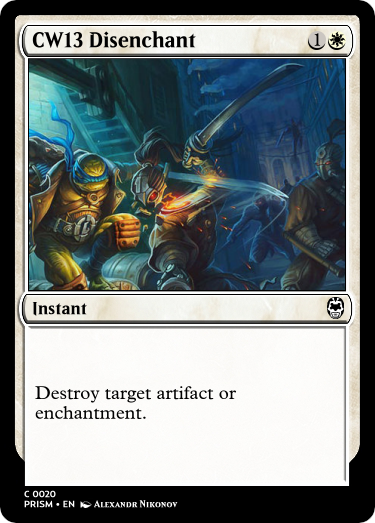 CW13 Disenchant 1
Instant
Destroy target artifact or
enchantment.
C 0020
PRISM • EN Alexandr Nikonov